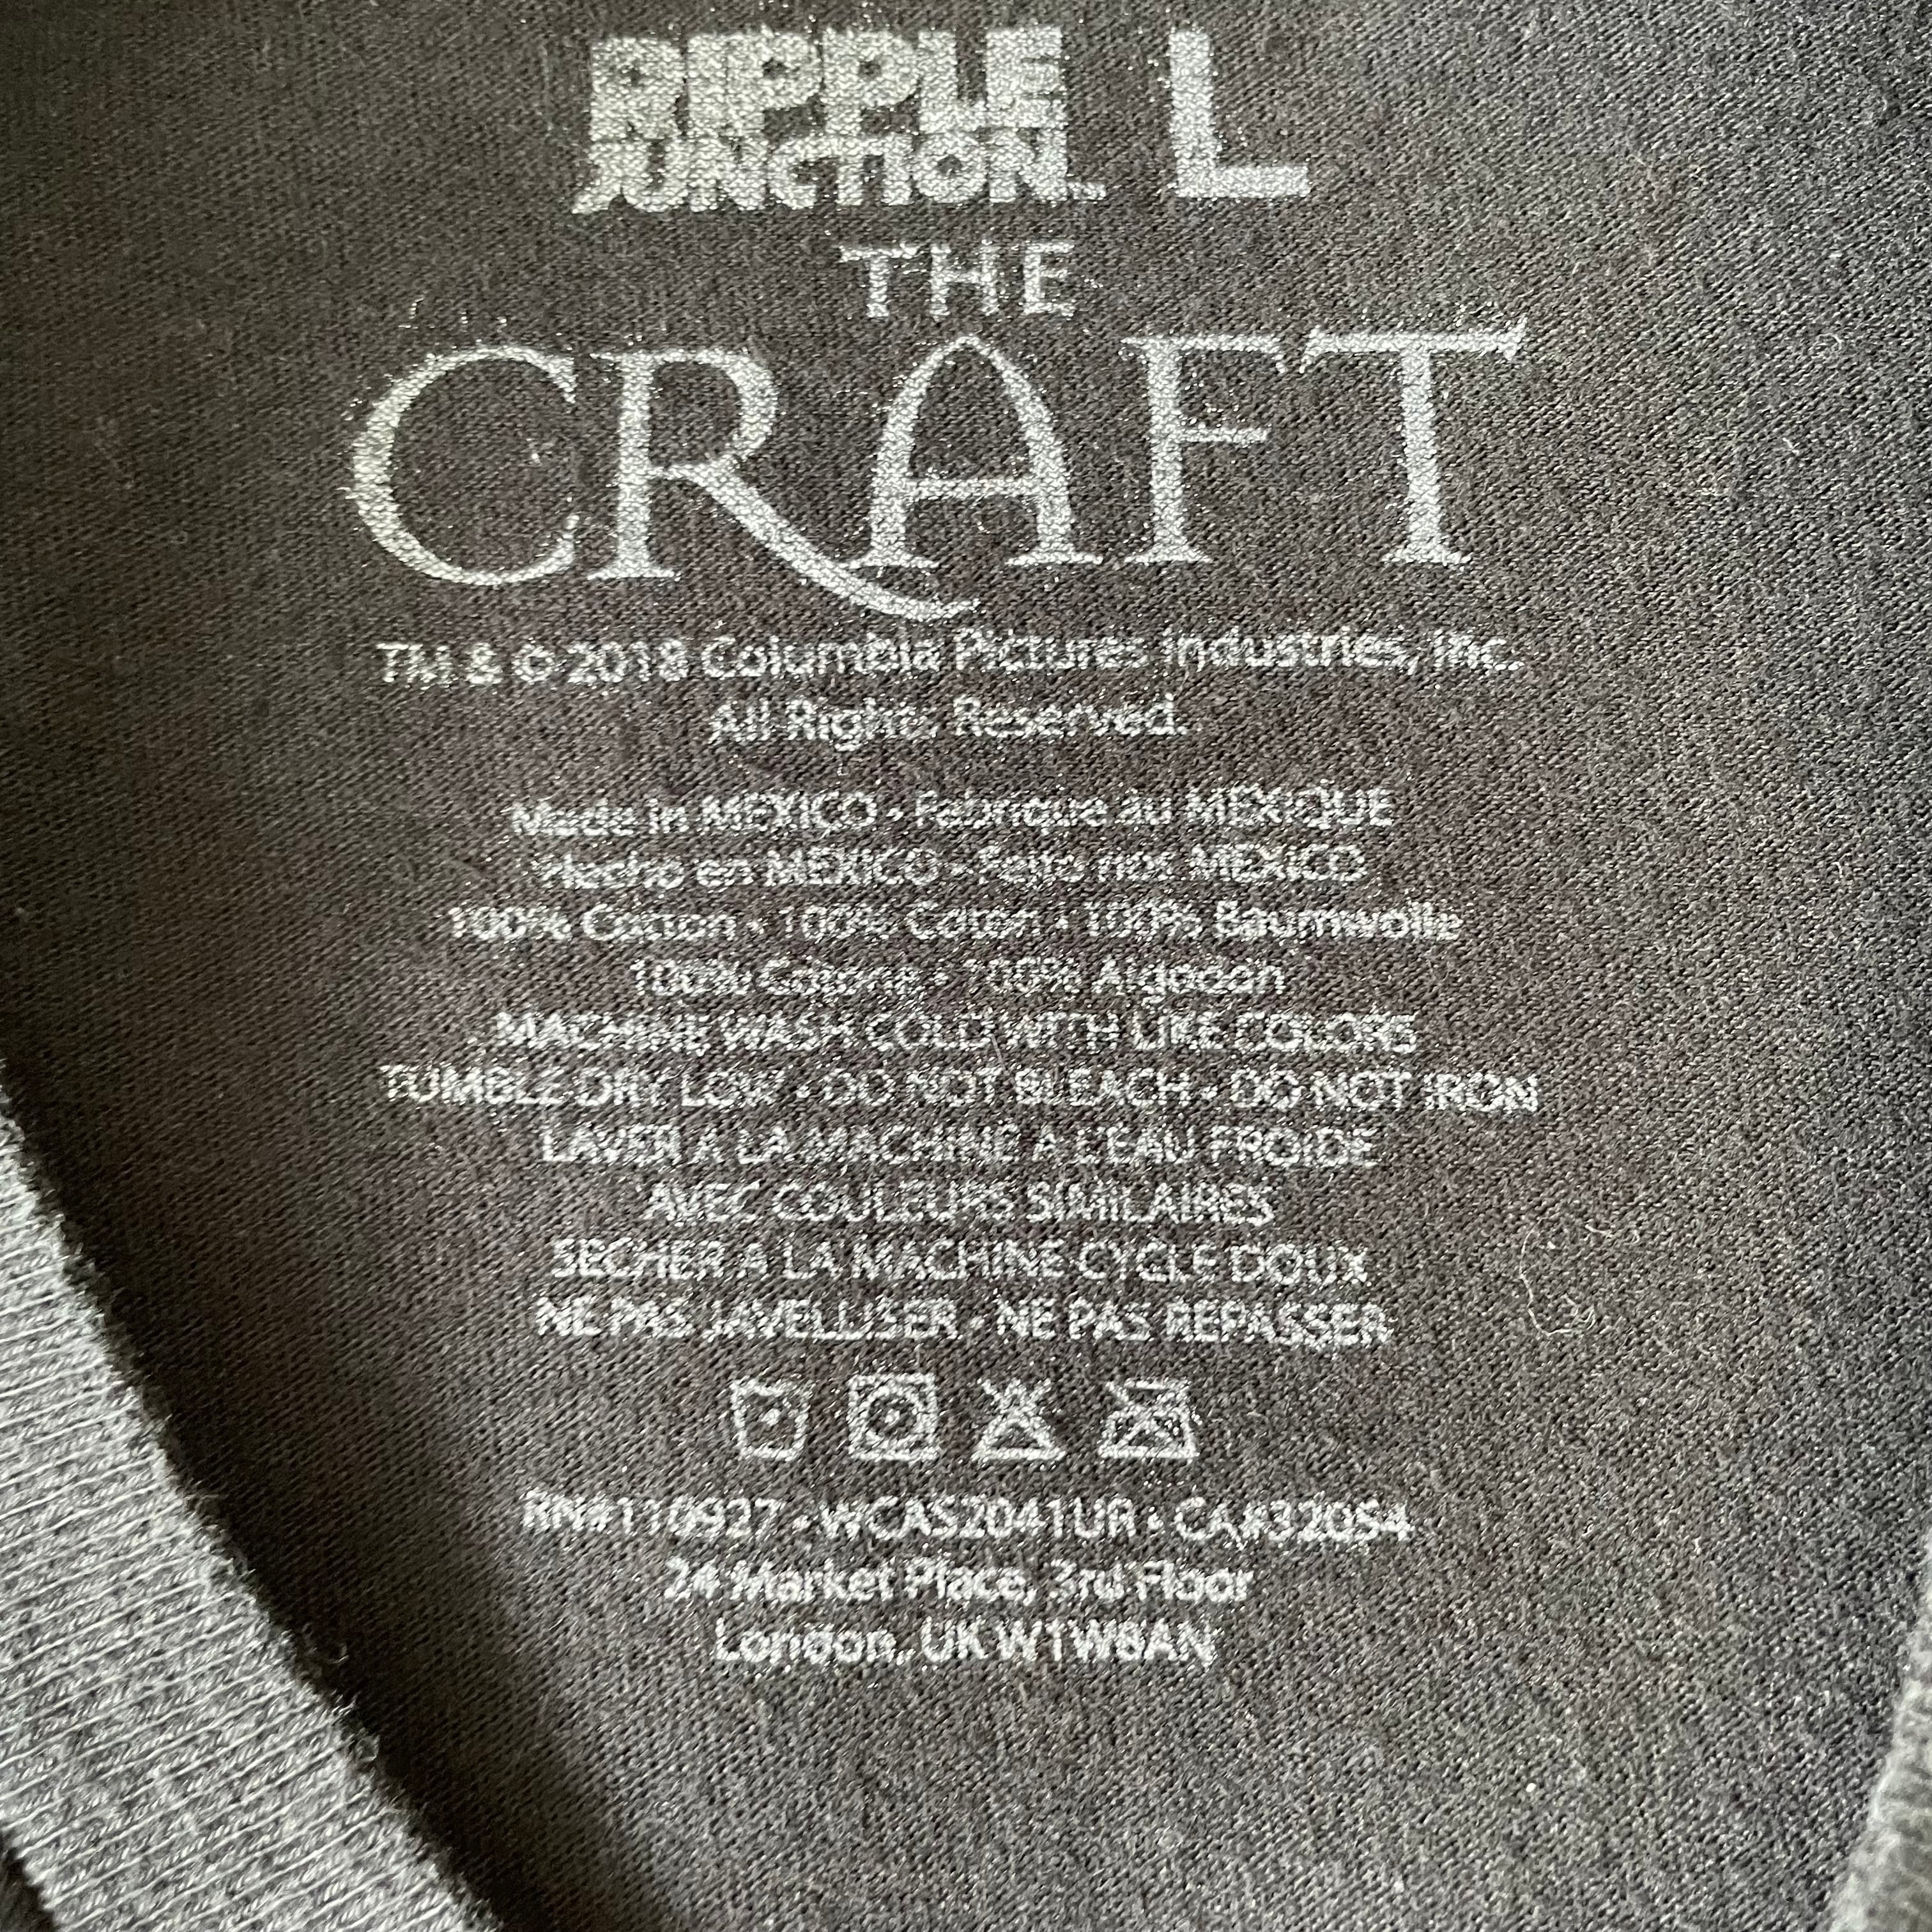 RIPPLE JUNCTION™ L
THE
CRAFT
TM & © 2018 Columbia Pictures Industries, Inc.
All Rights Reserved.
Made in MEXICO • Fabrique au MEXIQUE
Hecho en MEXICO • Feito nos MEXICO
100% Cotton • 100% Coton • 100% Baumwolle
100% Cotone • 100% Algodon
MACHINE WASH COLD WITH LIKE COLORS
TUMBLE DRY LOW • DO NOT BLEACH • DO NOT IRON
LAVER A LA MACHINE A L'EAU FROIDE
AVEC COULEURS SIMILAIRES
SECHER A LA MACHINE CYCLE DOUX
NE PAS JAVELLISER • NE PAS REPASSER
RN#110927 • WCAS2041UR • CA#32054
24 Market Place, 3rd Floor
London, UK W1W8AN